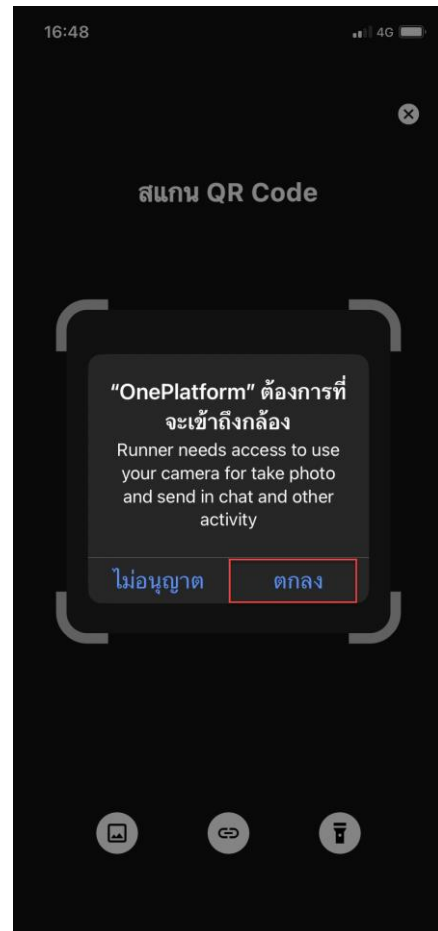 16:48
4G
สแกน QR Code
“OnePlatform” ต้องการที่
จะเข้าถึงกล้อง
Runner needs access to use
your camera for take photo
and send in chat and other
activity
ไม่อนุญาต
ตกลง